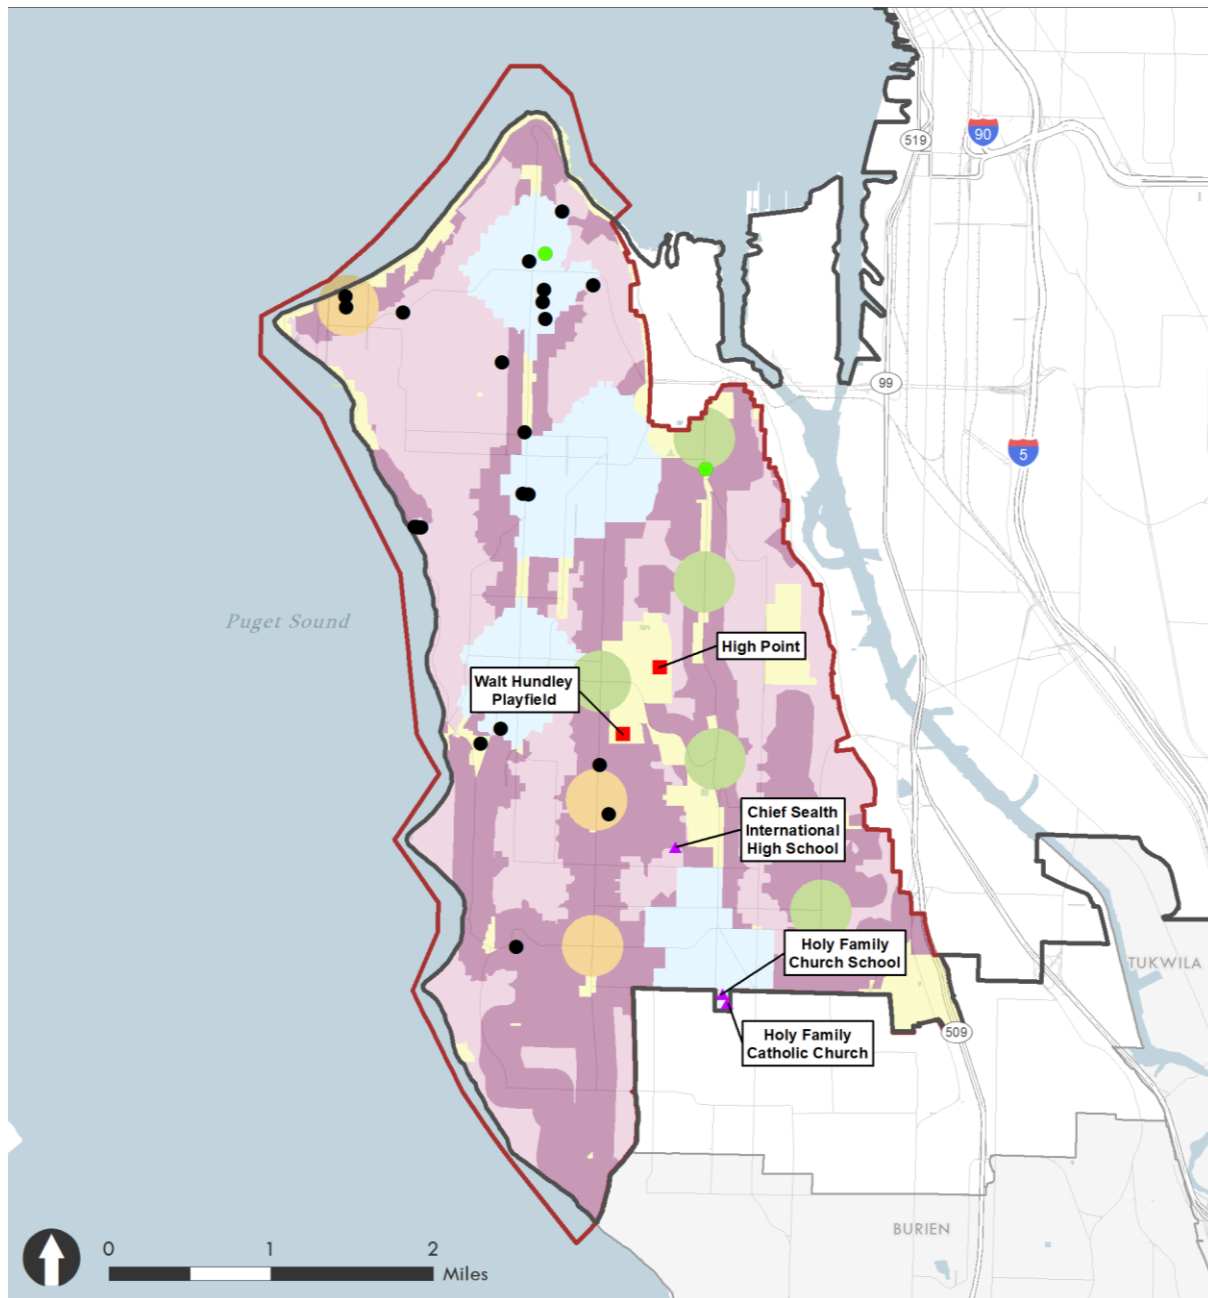 519
90
99
5
Puget Sound
High Point
Walt Hundley
Playfield
Chief Sealth
International
High School
Holy Family
Church School
TUKWILA
Holy Family
Catholic Church
509
BURIEN
0 1 2
Miles